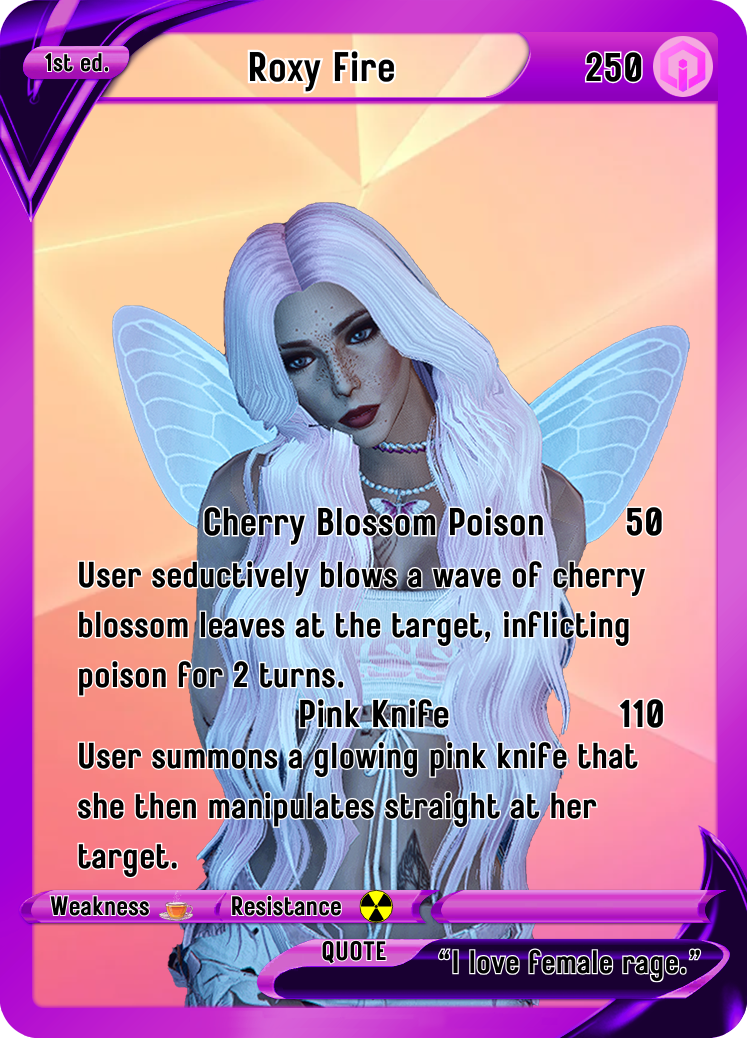 1st ed.
Roxy Fire
250
Cherry Blossom Poison 50
User seductively blows a wave of cherry
blossom leaves at the target, inflicting
poison for 2 turns.
Pink Knife 110
User summons a glowing pink knife that
she then manipulates straight at her
target.
Weakness Resistance
QUOTE
“I love female rage.”